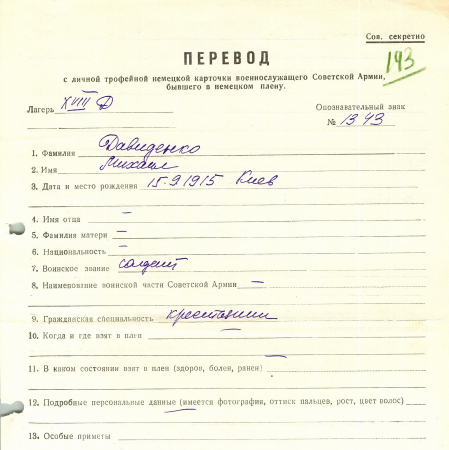 Сов. секретно
143
ПЕРЕВОД
с личной трофейной немецкой карточки военнослужащего Советской Армии,
бывшего в немецком плену.
Лагерь XVIII D
Опознавательный знак
№ 1343
1. Фамилия Давиденко
2. Имя Михаил
3. Дата и место рождения 15.9 1915 Киев
4. Имя отца —
5. Фамилия матери —
6. Национальность —
7. Воинское звание солдат
8. Наименование воинской части Советской Армии —
9. Гражданская специальность крестьянин
10. Когда и где взят в плен —
11. В каком состоянии взят в плен (здоров, болен, ранен) —
12. Подробные персональные данные (имеется фотография, оттиск пальцев, рост, цвет волос)
—
13. Особые приметы